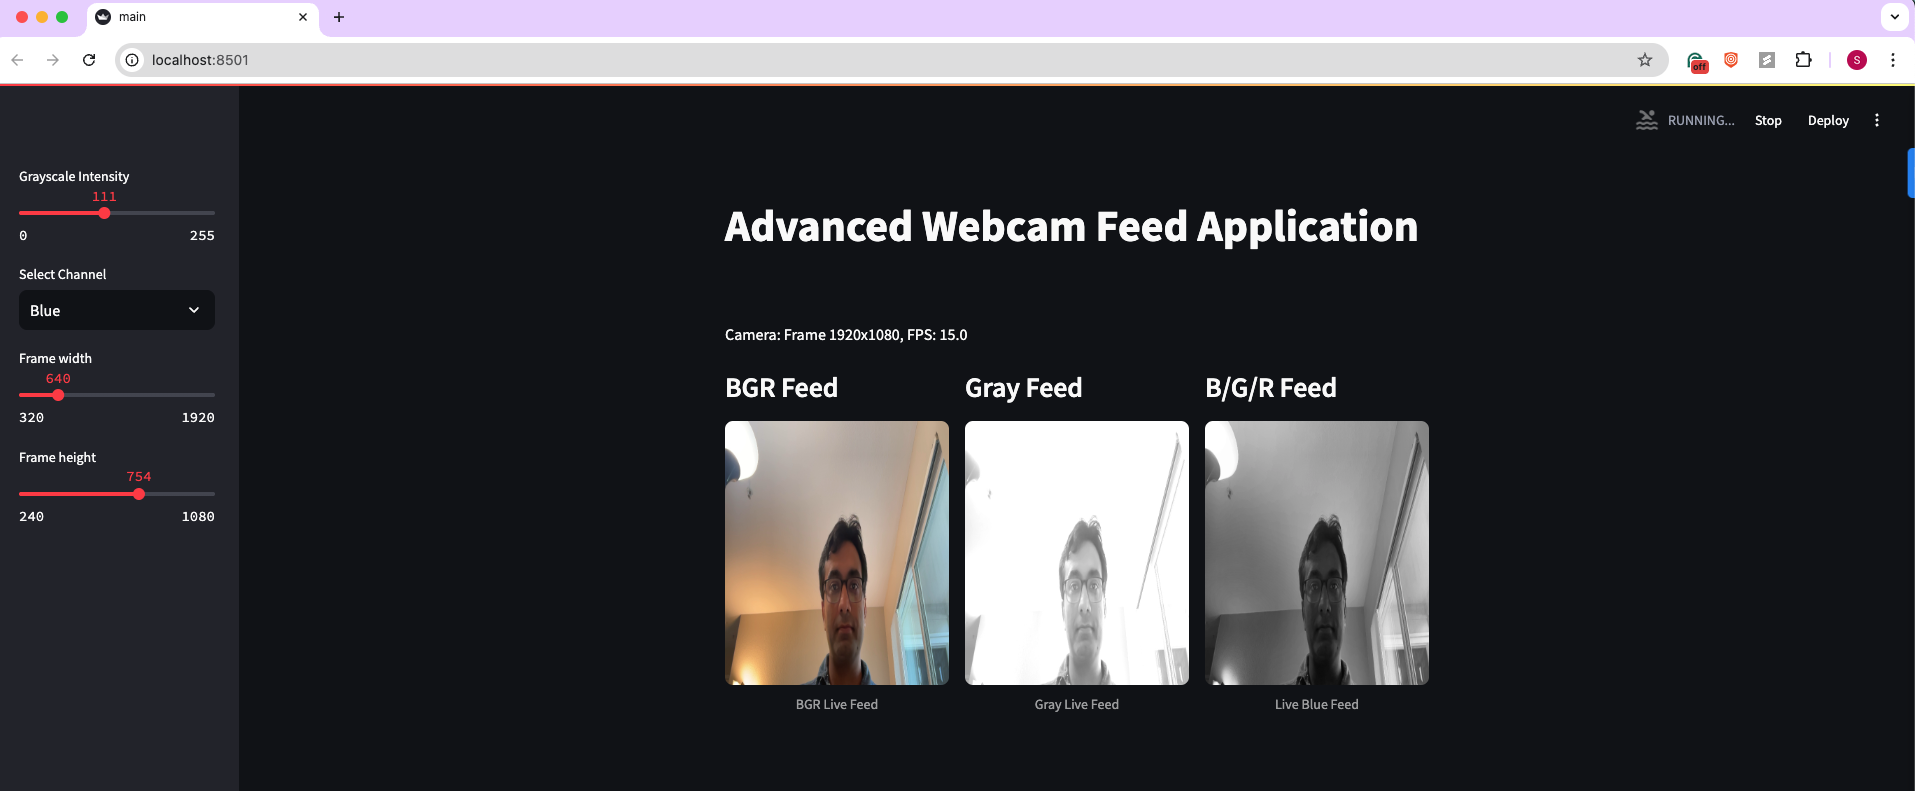 main
localhost:8501
off
S
RUNNING...
Stop
Deploy
Grayscale Intensity
111
0
255
Select Channel
Blue
Frame width
640
320
1920
Frame height
754
240
1080
Advanced Webcam Feed Application
Camera: Frame 1920x1080, FPS: 15.0
BGR Feed
Gray Feed
B/G/R Feed
BGR Live Feed
Gray Live Feed
Live Blue Feed